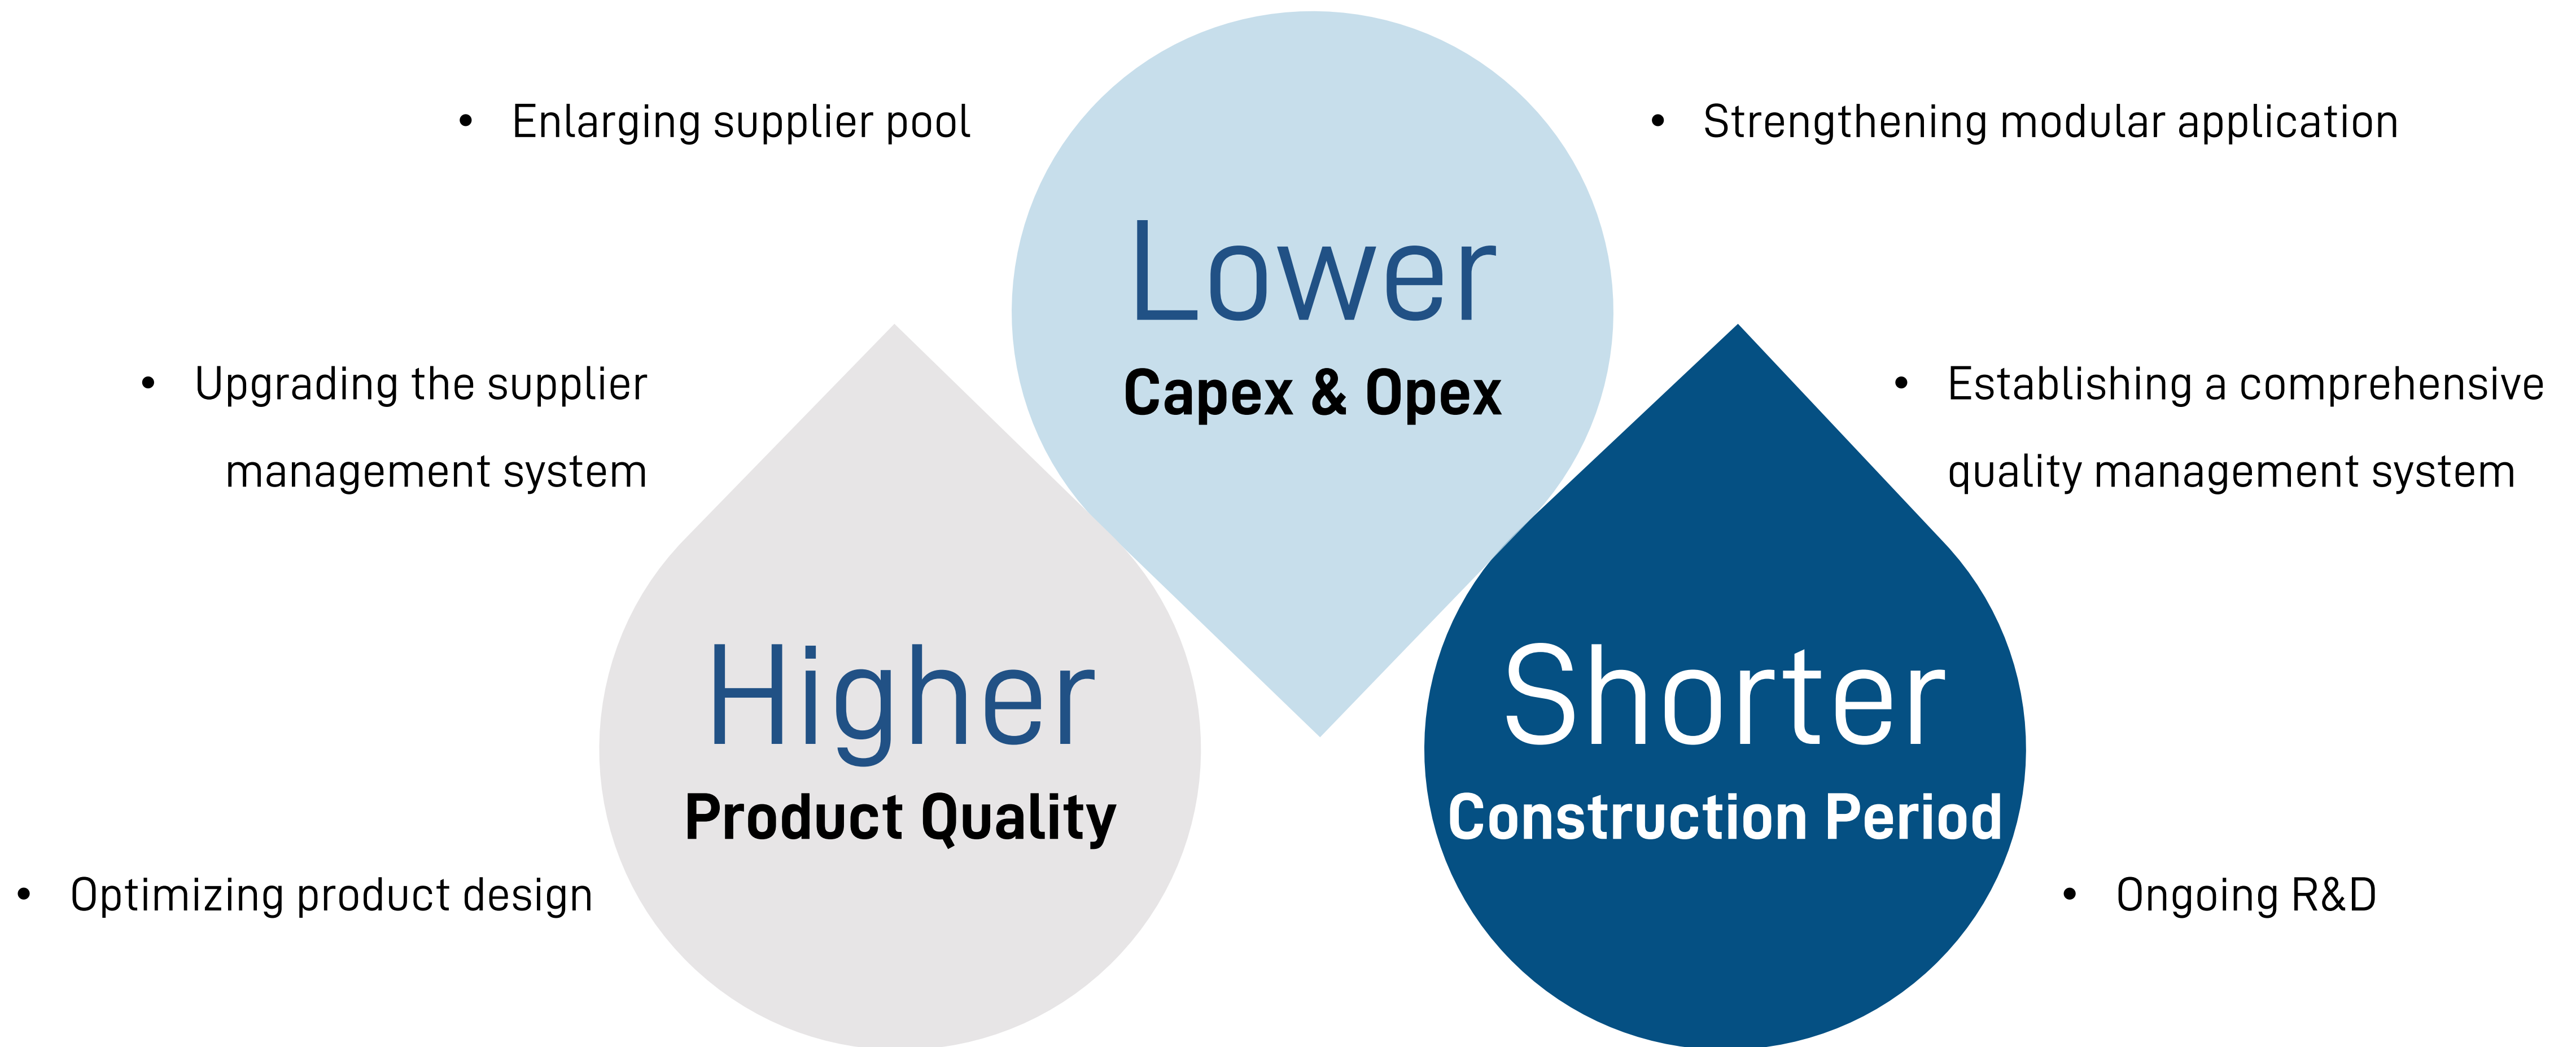 • Enlarging supplier pool
• Strengthening modular application
Lower
Capex & Opex
• Upgrading the supplier
management system
• Establishing a comprehensive
quality management system
Higher
Product Quality
Shorter
Construction Period
• Optimizing product design
• Ongoing R&D